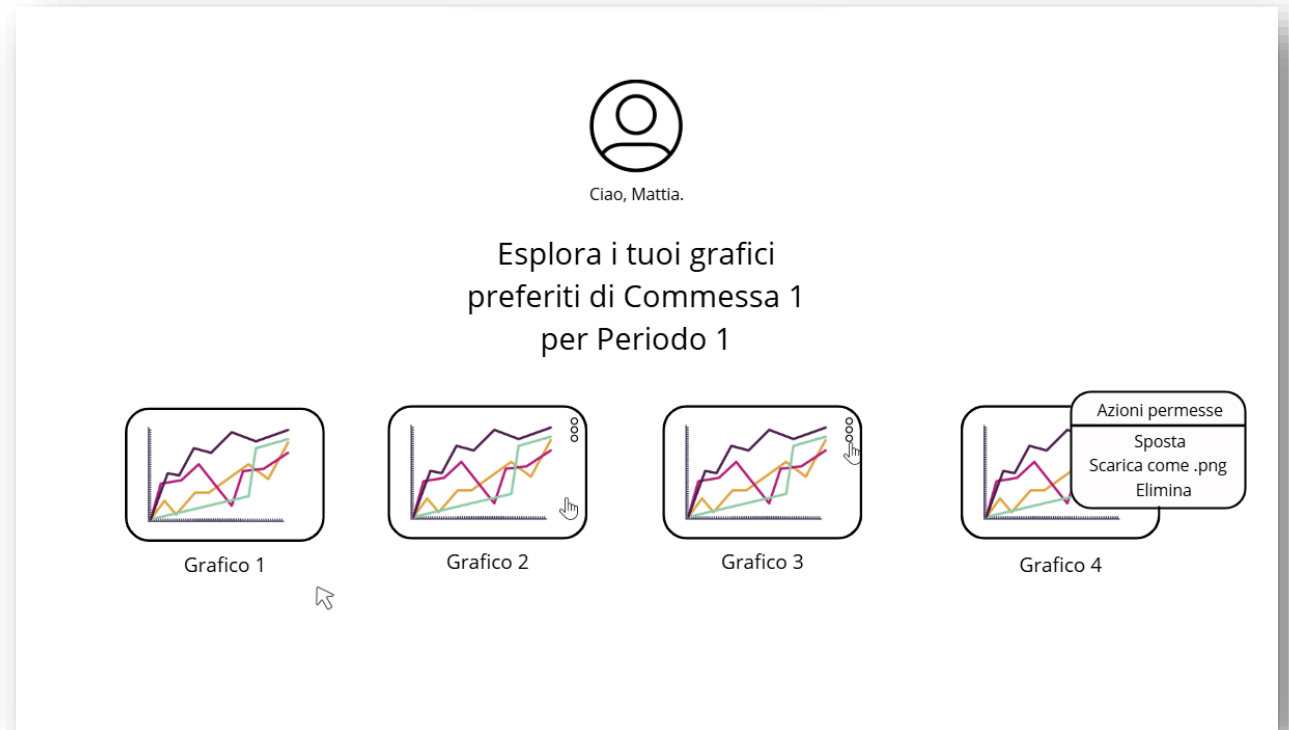 Ciao, Mattia.
Esplora i tuoi grafici
preferiti di Commessa 1
per Periodo 1
Grafico 1
Grafico 2
Grafico 3
Azioni permesse
Sposta
Scarica come .png
Elimina
Grafico 4